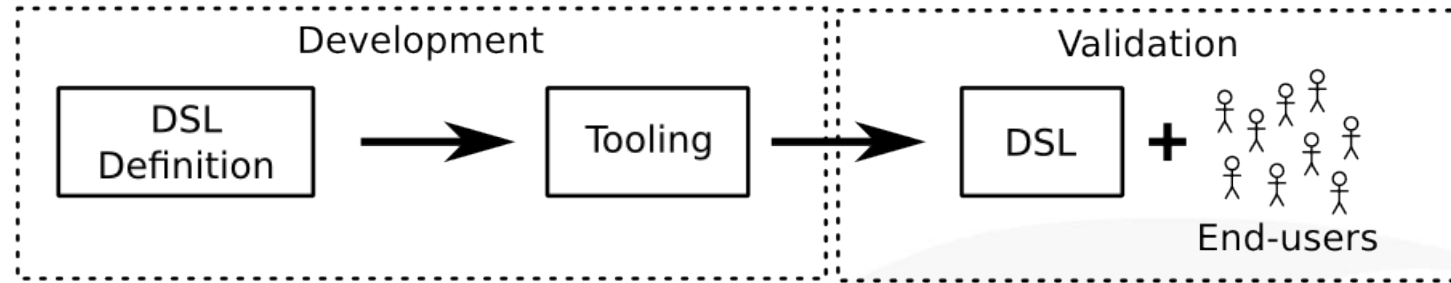 Development
DSL
Definition
Tooling
Validation
DSL
+
End-users